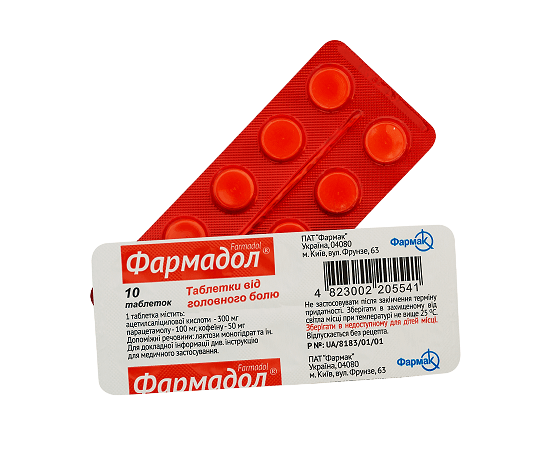 Farmadol
Фармадол®
10
таблеток
Таблетки від
головного болю
1 таблетка містить:
ацетилсаліцилової кислоти - 300 мг
парацетамолу - 100 мг, кофеїну - 50 мг
Допоміжні речовини: лактози моногідрат та ін.
Для докладної інформації див. інструкцію
для медичного застосування.
Farmadol
Фармадол®
ПАТ "Фармак"
Україна, 04080
м. Київ, вул. Фрунзе, 63
Фармак
4 823002 205541
Не застосовувати після закінчення терміну
придатності. Зберігати в захищеному від
світла місці при температурі не вище 25 °С.
Зберігати в недоступному для дітей місці.
Відпускається без рецепта.
Р №: UA/8183/01/01
ПАТ "Фармак"
Україна, 04080
м. Київ, вул. Фрунзе, 63
Фармак